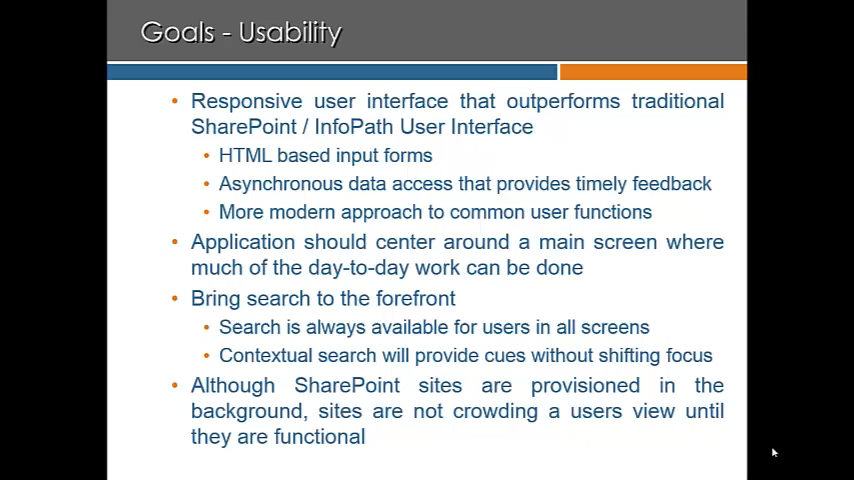 Goals - Usability
• Responsive user interface that outperforms traditional
SharePoint / InfoPath User Interface
• HTML based input forms
• Asynchronous data access that provides timely feedback
• More modern approach to common user functions
• Application should center around a main screen where
much of the day-to-day work can be done
• Bring search to the forefront
• Search is always available for users in all screens
• Contextual search will provide cues without shifting focus
• Although SharePoint sites are provisioned in the
background, sites are not crowding a users view until
they are functional